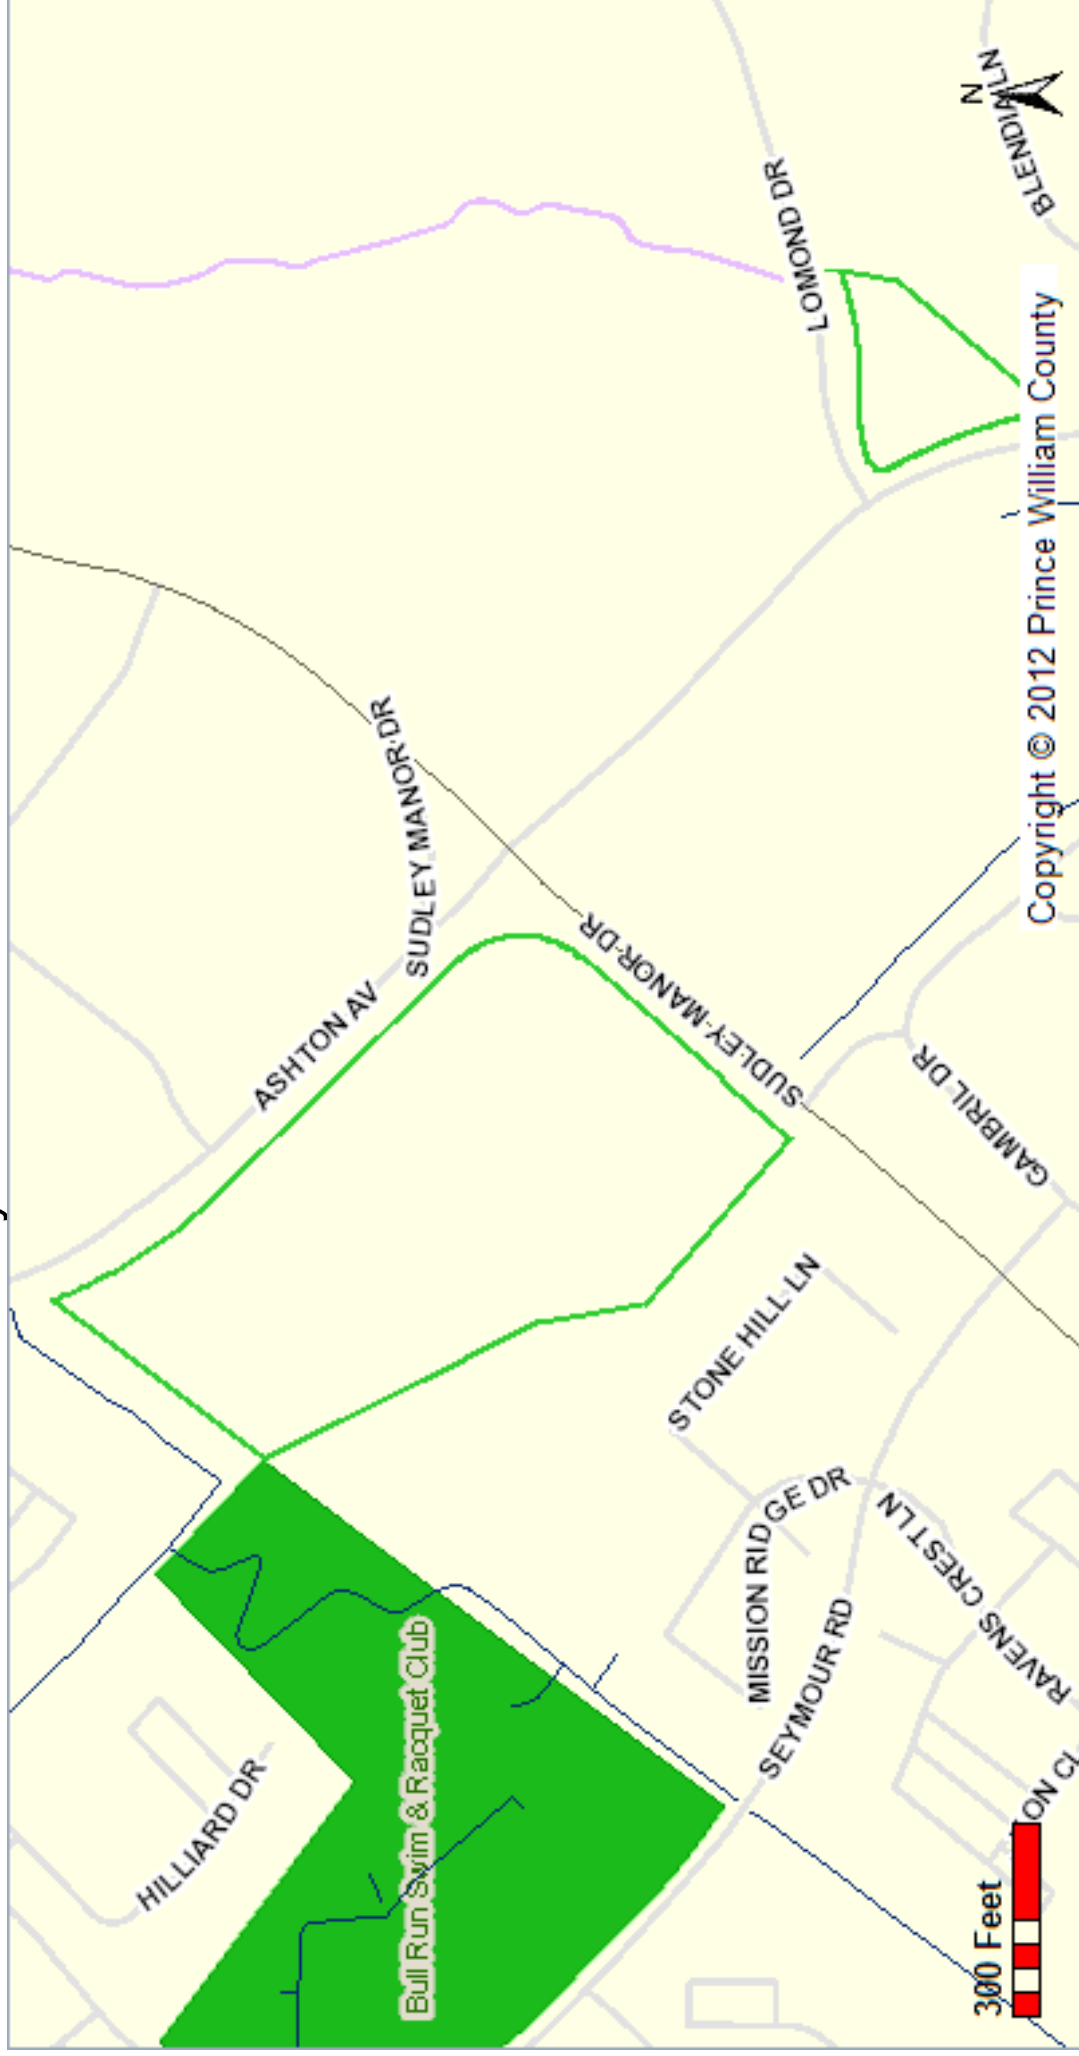 HILLIARD DR
Bull Run Swim & Racquet Club
ASHTON AV
SUDLEY MANOR DR
SUDLEY MANOR DR
LOMOND DR
N
BLENDIA LN
STONE HILL LN
GAMBRIL DR
MISSION RIDGE DR
SEYMOUR RD
RAVENS CREST LN
300 Feet
Copyright © 2012 Prince William County